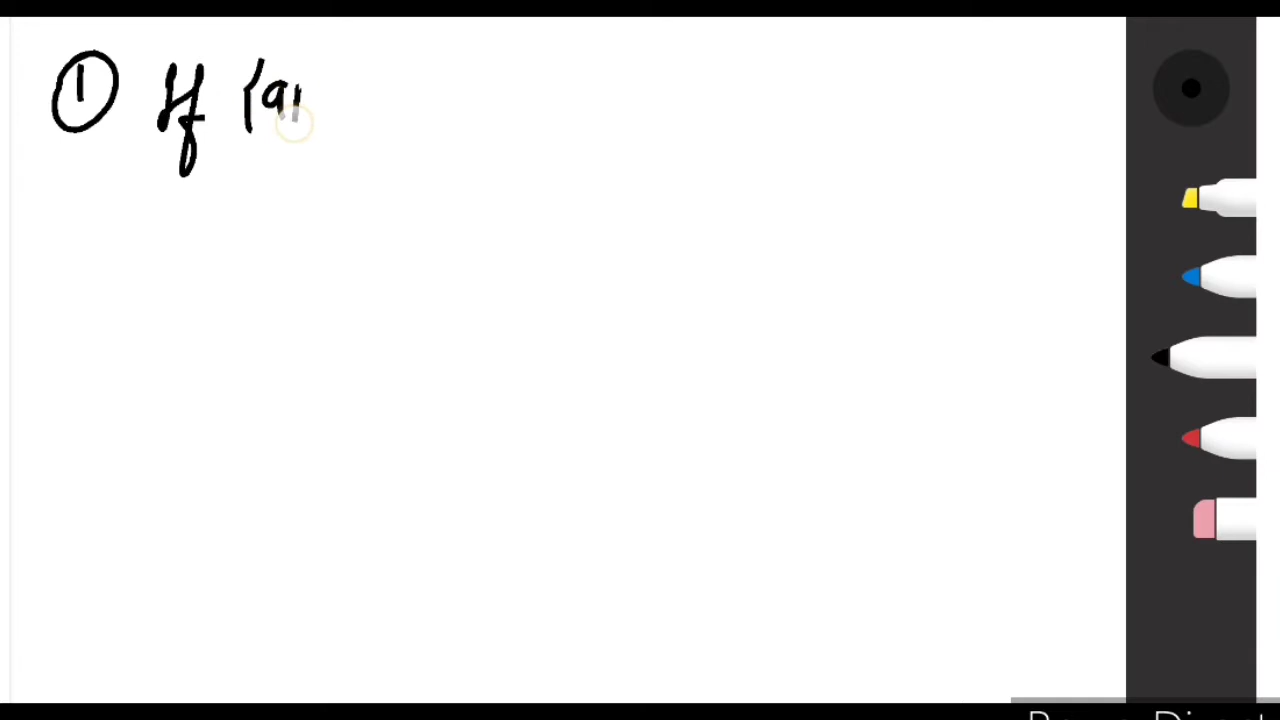 ① If {a